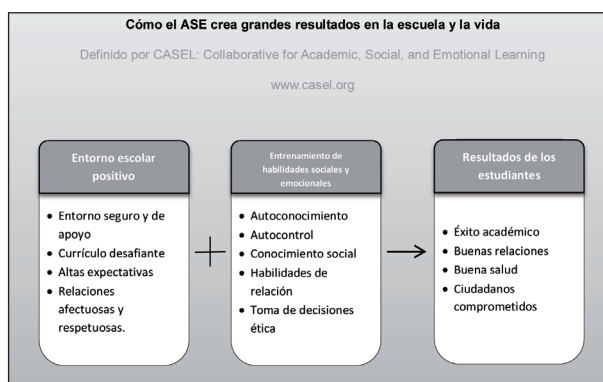 Cómo el ASE crea grandes resultados en la escuela y la vida
Definido por CASEL: Collaborative for Academic, Social, and Emotional Learning
www.casel.org
Entorno escolar
positivo
• Entorno seguro y de
apoyo
• Currículo desafiante
• Altas expectativas
• Relaciones
afectuosas y
respetuosas.
Entrenamiento de
habilidades sociales y
emocionales
• Autoconocimiento
• Autocontrol
• Conocimiento social
• Habilidades de
relación
• Toma de decisiones
ética
Resultados de los
estudiantes
• Éxito académico
• Buenas relaciones
• Buena salud
• Ciudadanos
comprometidos